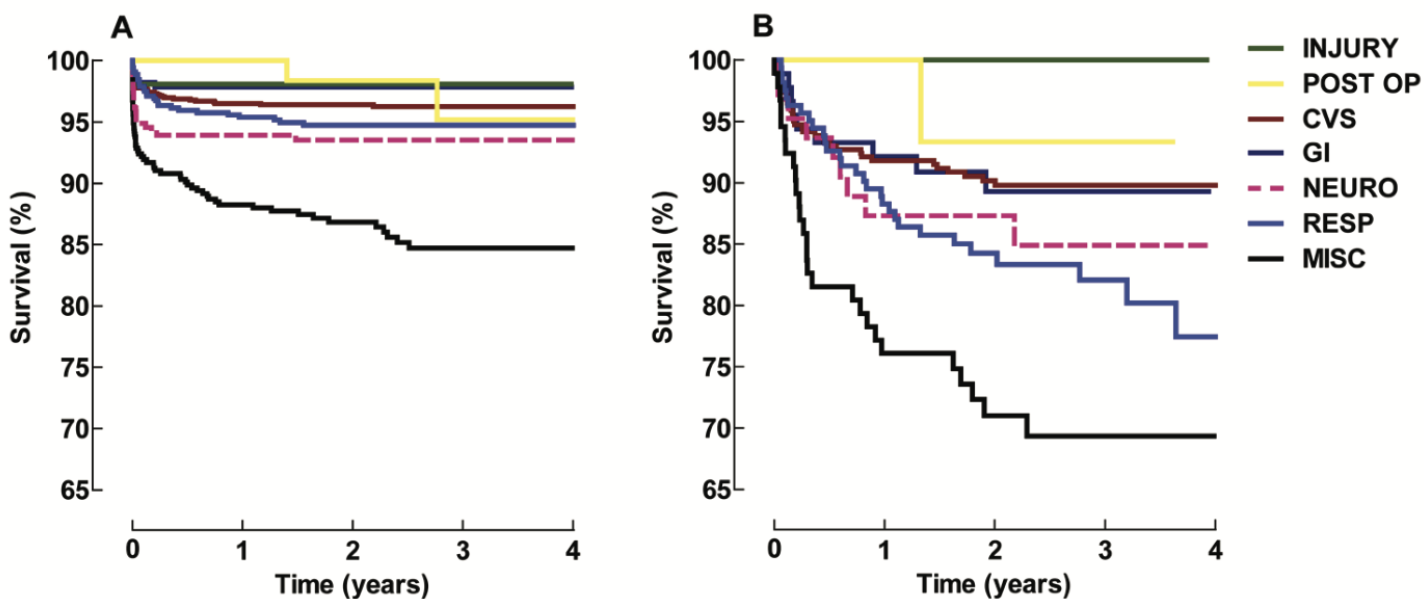 A
100
95
90
85
80
75
70
65
Survival (%)
0 1 2 3 4
Time (years)
B
100
95
90
85
80
75
70
65
Survival (%)
0 1 2 3 4
Time (years)
INJURY
POST OP
CVS
GI
NEURO
RESP
MISC